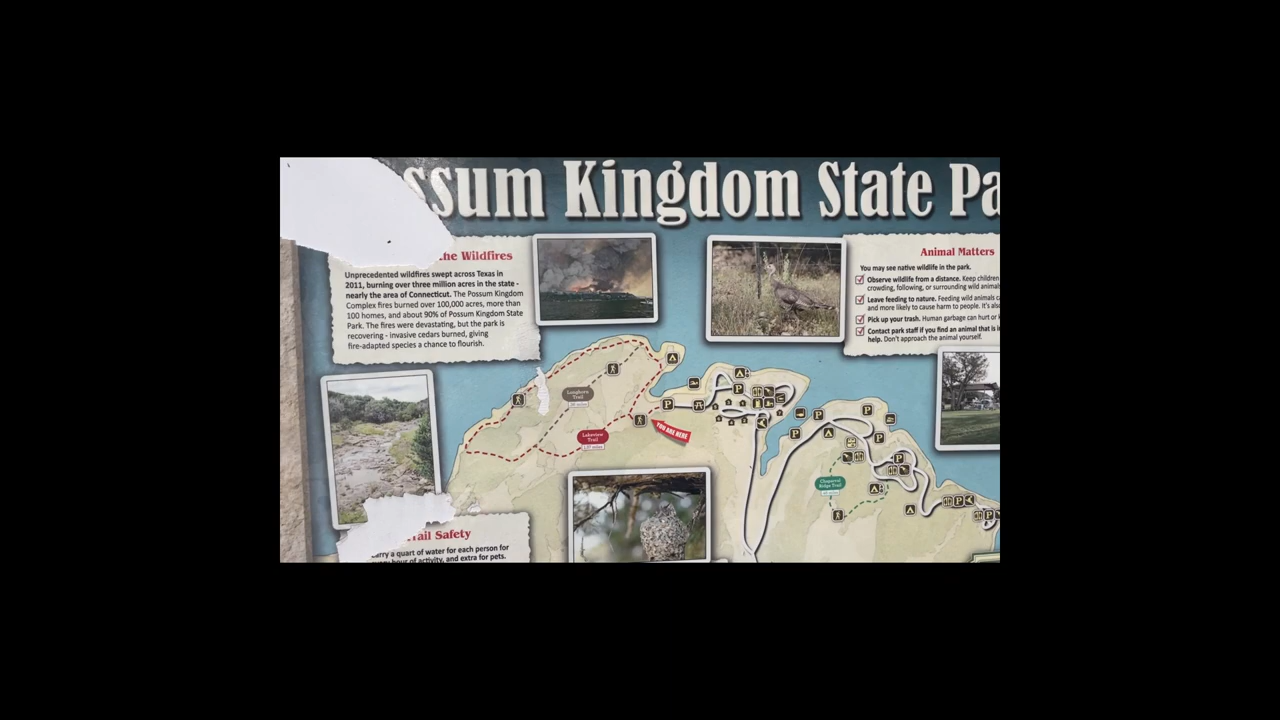 ssum Kingdom State Pa
he Wildfires
Unprecedented wildfires swept across Texas in
2011, burning over three million acres in the state -
nearly the area of Connecticut. The Possum Kingdom
Complex fires burned over 100,000 acres, more than
100 homes, and about 90% of Possum Kingdom State
Park. The fires were devastating, but the park is
recovering - invasive cedars burned, giving
fire-adapted species a chance to flourish.
Animal Matters
You may see native wildlife in the park.
Observe wildlife from a distance. Keep children
crowding, following, or surrounding wild animals
Leave feeding to nature. Feeding wild animals c
and more likely to cause harm to people. It's als
Pick up your trash. Human garbage can hurt or k
Contact park staff if you find an animal that is i
help. Don't approach the animal yourself.
Longhorn
Trail
Lakeview
Trail
YOU ARE HERE
P
P
P
P
P
P
P
P
P
P
Chaparral
Ridge Trail
Trail Safety
arry a quart of water for each person for
very hour of activity, and extra for pets.